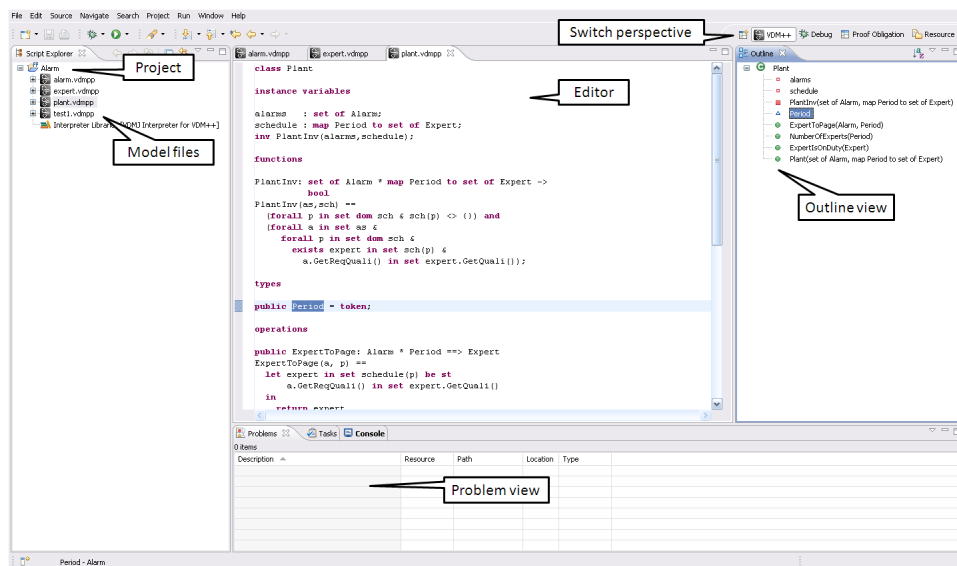 File Edit Source Navigate Search Project Run Window Help
Switch perspective
VDM++ Debug Proof Obligation Resource
Script Explorer
Alarm
alarm.vdmpp
expert.vdmpp
plant.vdmpp
test1.vdmpp
Interpreter Librari [VDMJ Interpreter for VDM++]
Project
Model files
alarm.vdmpp expert.vdmpp plant.vdmpp
class Plant
instance variables
alarms : set of Alarm;
schedule : map Period to set of Expert;
inv PlantInv(alarms,schedule);
functions
PlantInv: set of Alarm * map Period to set of Expert ->
bool
PlantInv(as,sch) ==
(forall p in set dom sch & sch(p) <> {}) and
(forall a in set as &
forall p in set dom sch &
exists expert in set sch(p) &
a.GetReqQuali() in set expert.GetQuali());
types
public Period = token;
operations
public ExpertToPage: Alarm * Period ==> Expert
ExpertToPage(a, p) ==
let expert in set schedule(p) be st
a.GetReqQuali() in set expert.GetQuali()
in
return expert
Editor
Outline
Plant
alarms
schedule
PlantInv(set of Alarm, map Period to set of Expert)
Period
ExpertToPage(Alarm, Period)
NumberOfExperts(Period)
ExpertIsOnDuty(Expert)
Plant(set of Alarm, map Period to set of Expert)
Outline view
Problems Tasks Console
0 items
Description Resource Path Location Type
Problem view
Period - Alarm